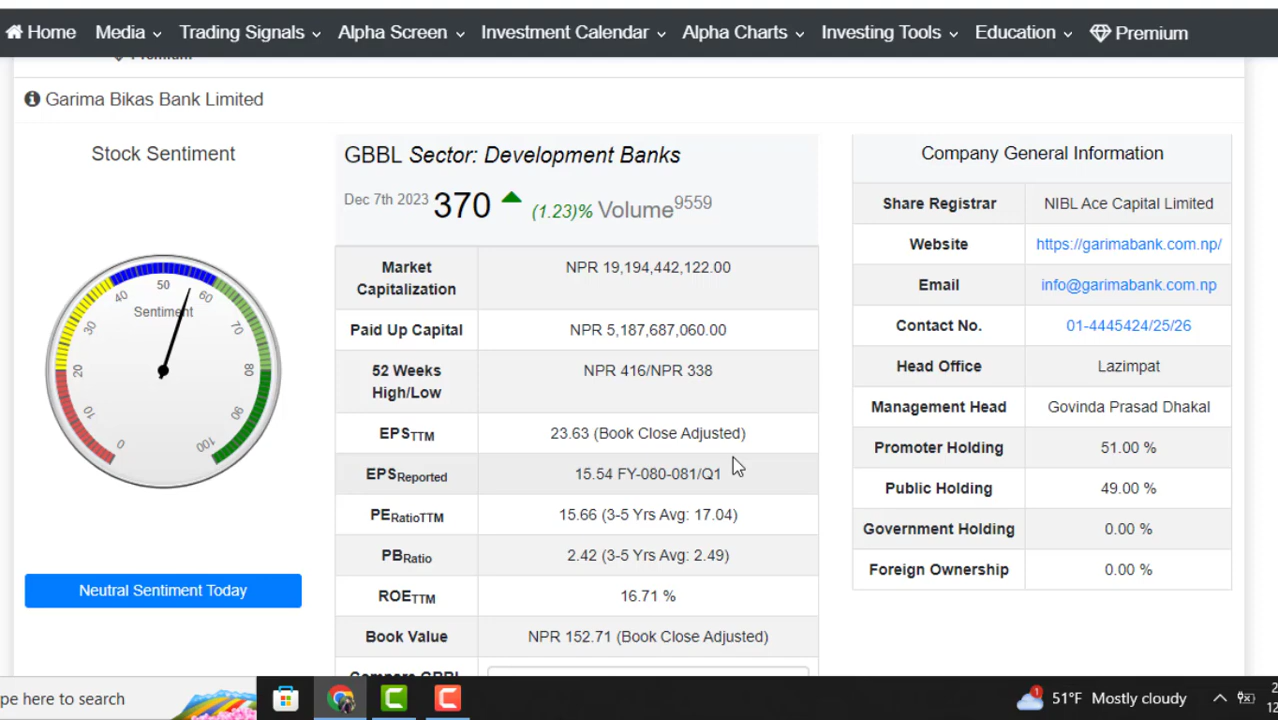 Home Media Trading Signals Alpha Screen Investment Calendar Alpha Charts Investing Tools Education Premium
Garima Bikas Bank Limited
Stock Sentiment
0
10
20
30
40
50
60
70
80
90
100
Sentiment
Neutral Sentiment Today
GBBL Sector: Development Banks
Dec 7th 2023 370 (1.23)% Volume 9559
Market Capitalization NPR 19,194,442,122.00
Paid Up Capital NPR 5,187,687,060.00
52 Weeks High/Low NPR 416/NPR 338
EPSTTM 23.63 (Book Close Adjusted)
EPSReported 15.54 FY-080-081/Q1
PERatioTTM 15.66 (3-5 Yrs Avg: 17.04)
PBRatio 2.42 (3-5 Yrs Avg: 2.49)
ROETTM 16.71 %
Book Value NPR 152.71 (Book Close Adjusted)
Compare GBBL
Company General Information
Share Registrar NIBL Ace Capital Limited
Website https://garimabank.com.np/
Email info@garimabank.com.np
Contact No. 01-4445424/25/26
Head Office Lazimpat
Management Head Govinda Prasad Dhakal
Promoter Holding 51.00 %
Public Holding 49.00 %
Government Holding 0.00 %
Foreign Ownership 0.00 %
pe here to search
1
51°F Mostly cloudy